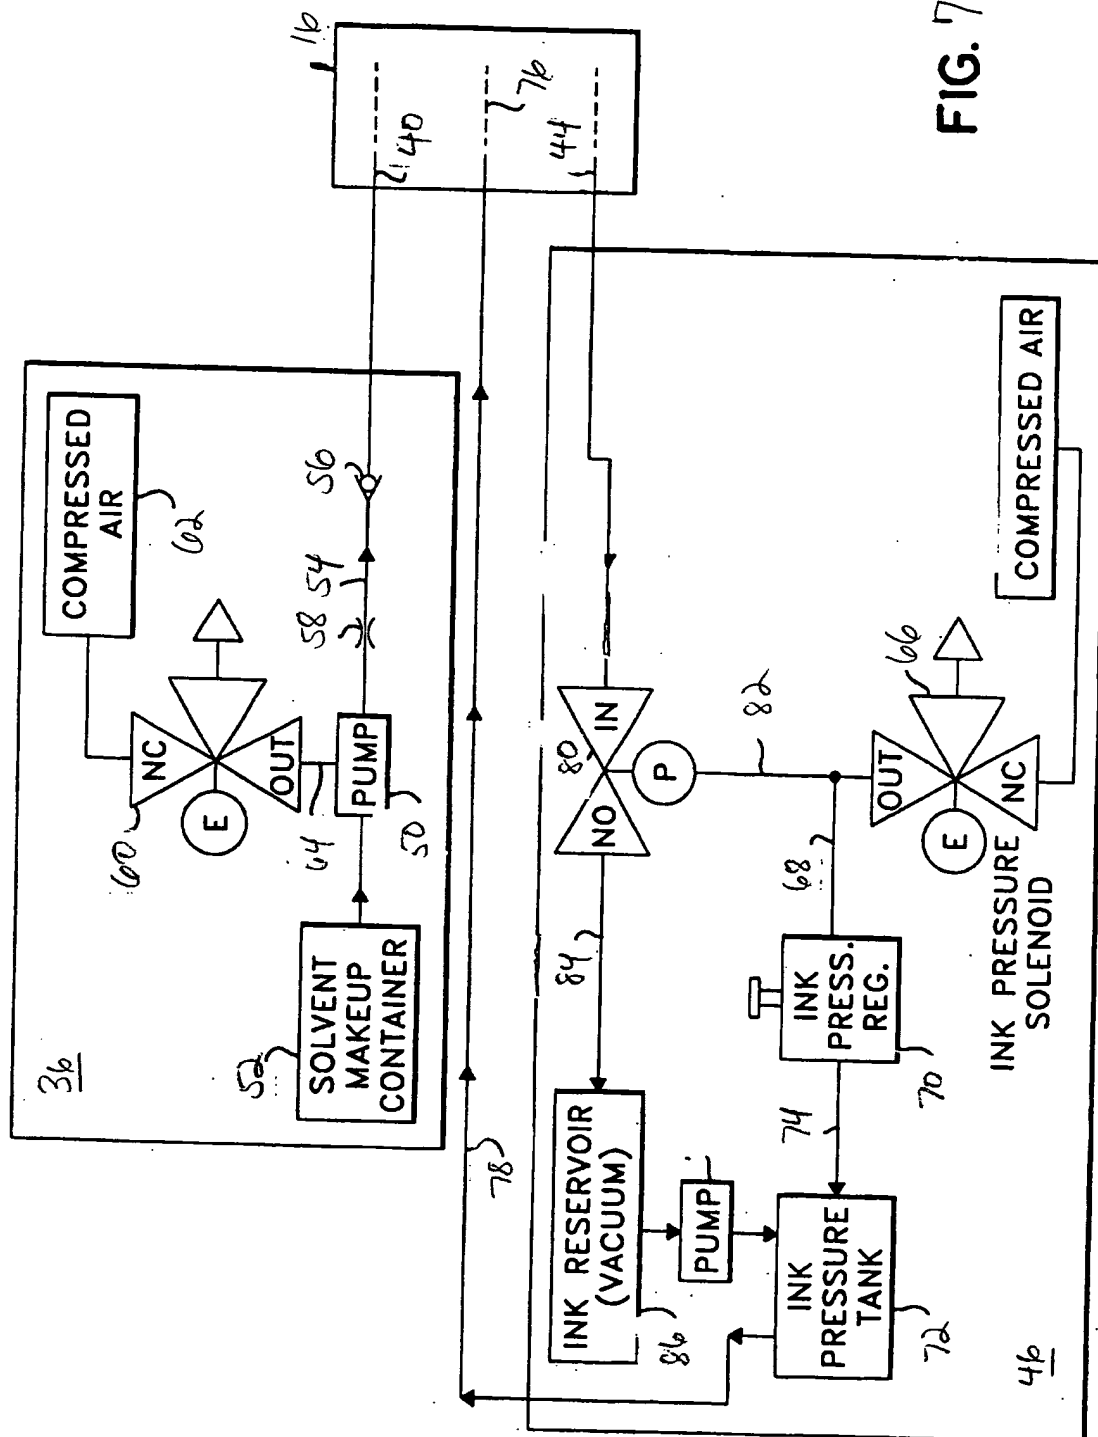 16
40
76
44
FIG. 7
36
COMPRESSED
AIR
62
NC
OUT
E
60
64
PUMP
50
58
54
56
52
SOLVENT
MAKEUP
CONTAINER
78
46
IN
NO
80
P
82
84
INK RESERVOIR
(VACUUM)
86
PUMP
INK
PRESSURE
TANK
72
74
INK
PRESS.
REG.
70
68
OUT
NC
E
66
INK PRESSURE
SOLENOID
COMPRESSED AIR